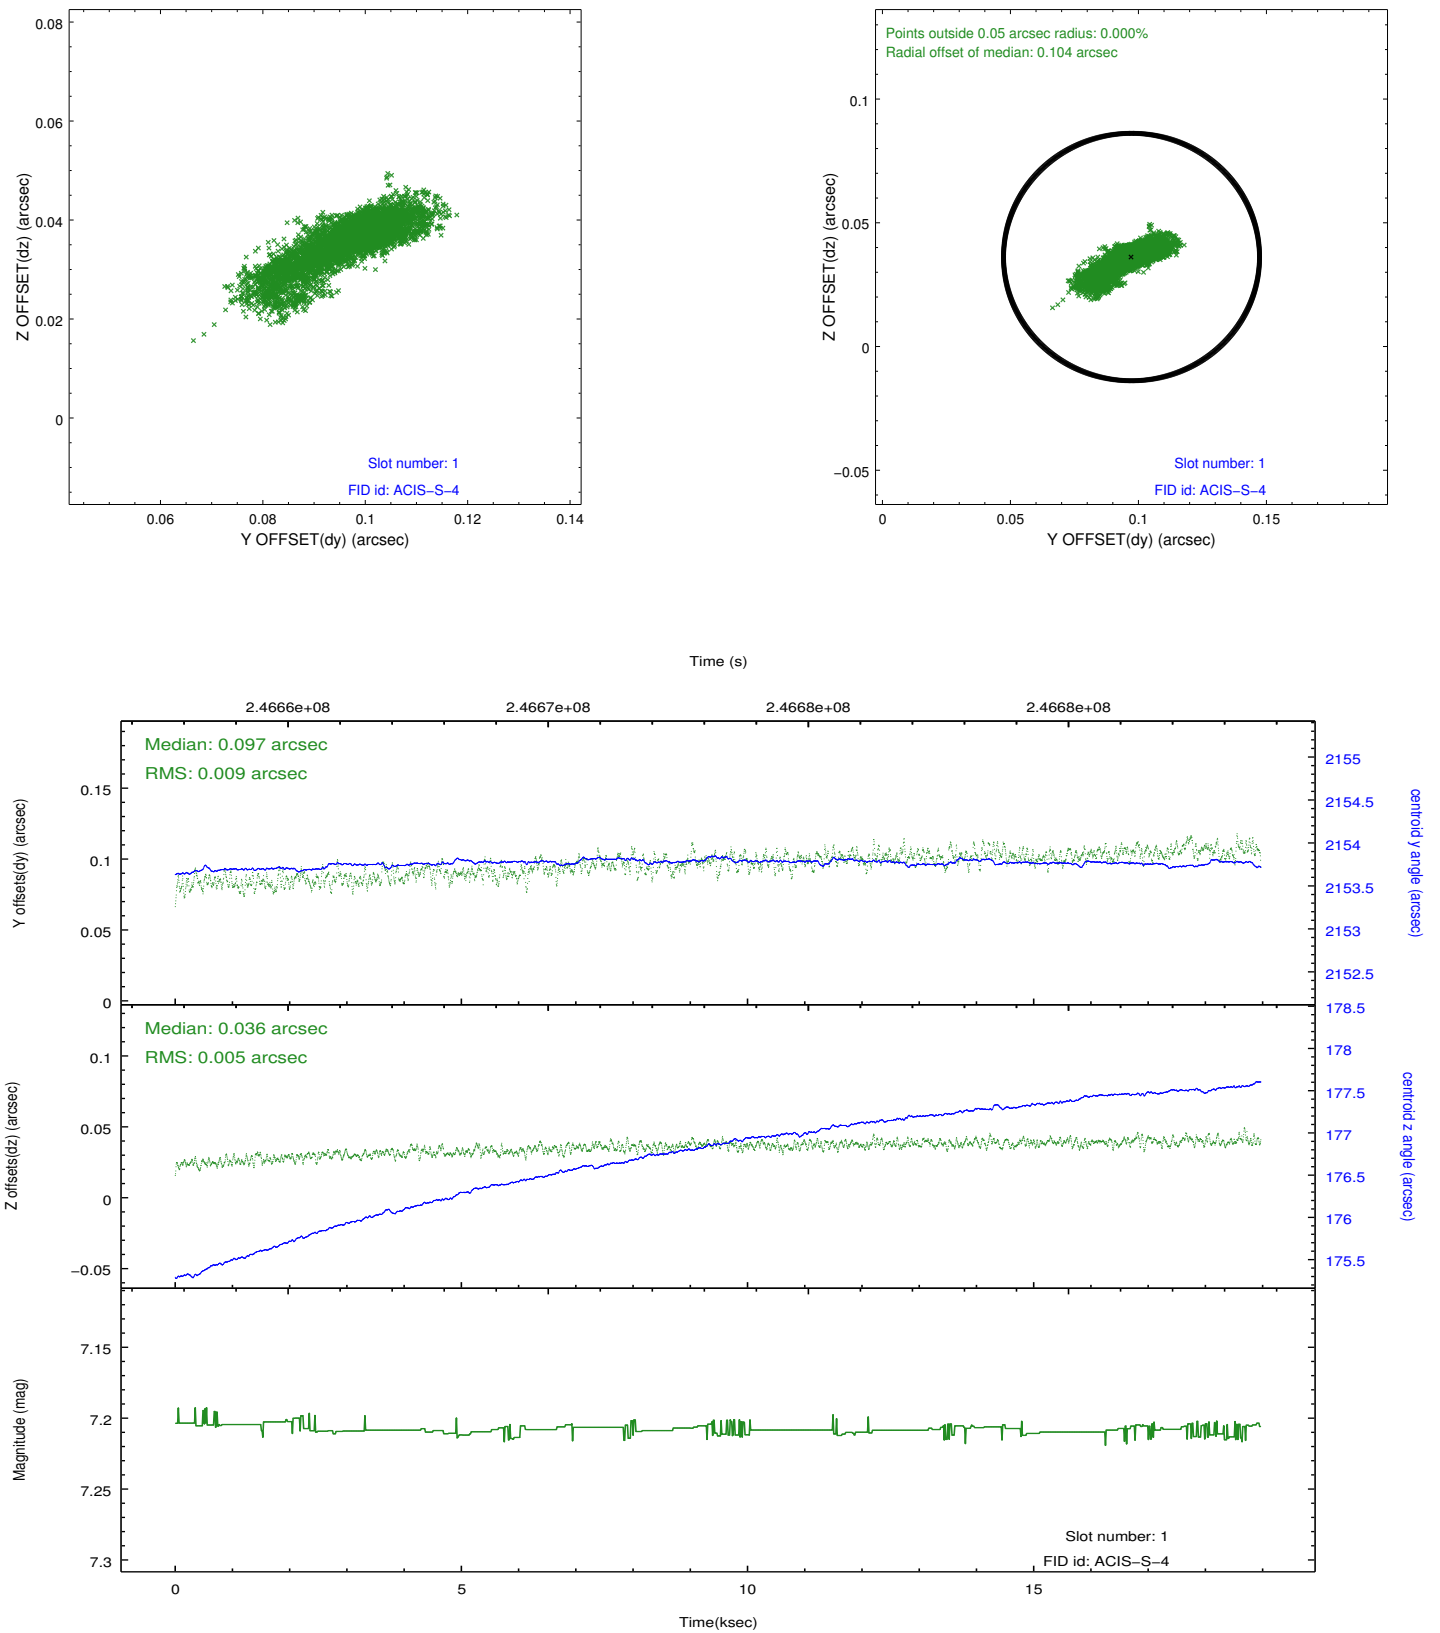 0.08
0.06
0.04
0.02
0
Z OFFSET(dz) (arcsec)
Slot number: 1
FID id: ACIS−S−4
0.06
0.08
0.1
0.12
0.14
Y OFFSET(dy) (arcsec)
Points outside 0.05 arcsec radius: 0.000%
Radial offset of median: 0.104 arcsec
0.1
0.05
0
−0.05
Z OFFSET(dz) (arcsec)
Slot number: 1
FID id: ACIS−S−4
0
0.05
0.1
0.15
Y OFFSET(dy) (arcsec)
Time (s)
2.4666e+08
2.4667e+08
2.4668e+08
2.4668e+08
Median: 0.097 arcsec
RMS: 0.009 arcsec
0.15
0.1
0.05
0
Y offsets(dy) (arcsec)
2155
2154.5
2154
2153.5
2153
2152.5
centroid y angle (arcsec)
Median: 0.036 arcsec
RMS: 0.005 arcsec
0.1
0.05
0
−0.05
Z offsets(dz) (arcsec)
178.5
178
177.5
177
176.5
176
175.5
centroid z angle (arcsec)
7.15
7.2
7.25
7.3
Magnitude (mag)
Slot number: 1
FID id: ACIS−S−4
0
5
10
15
Time(ksec)